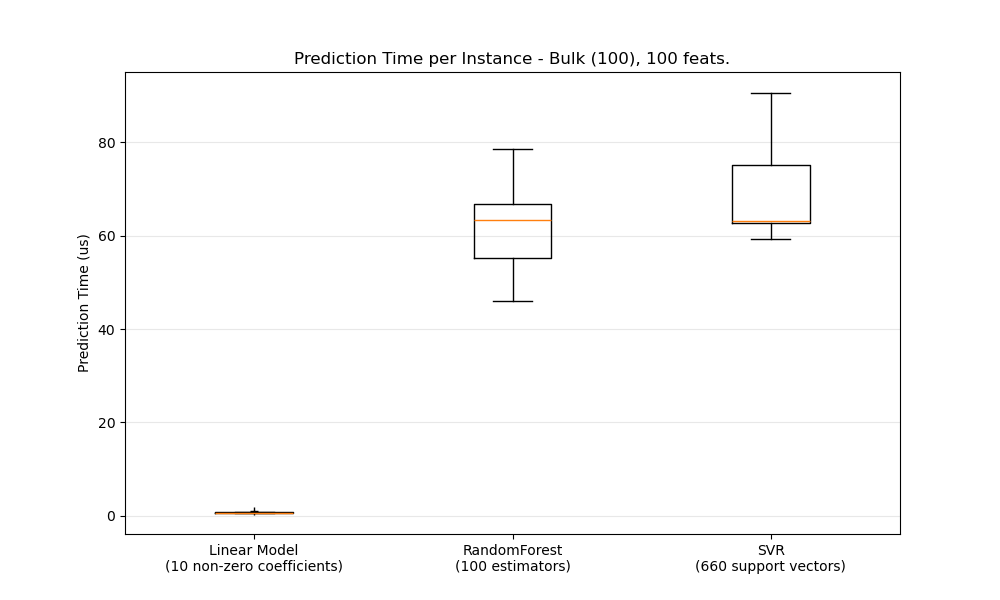 Prediction Time per Instance - Bulk (100), 100 feats.
Prediction Time (us)
80
60
40
20
0
Linear Model
(10 non-zero coefficients)
RandomForest
(100 estimators)
SVR
(660 support vectors)